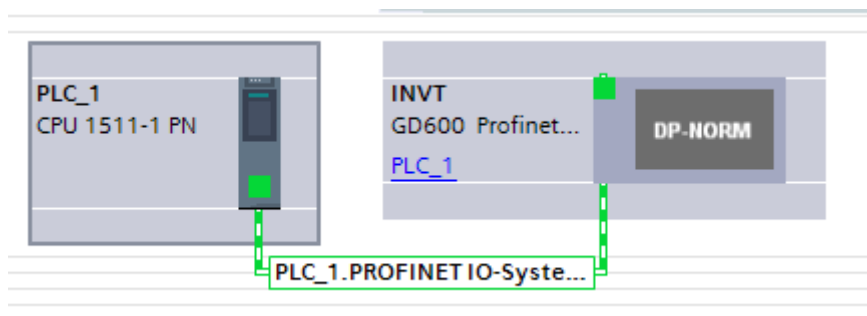 PLC_1
CPU 1511-1 PN
INVT
GD600 Profinet...
PLC_1
DP-NORM
PLC_1.PROFINET IO-Syste...